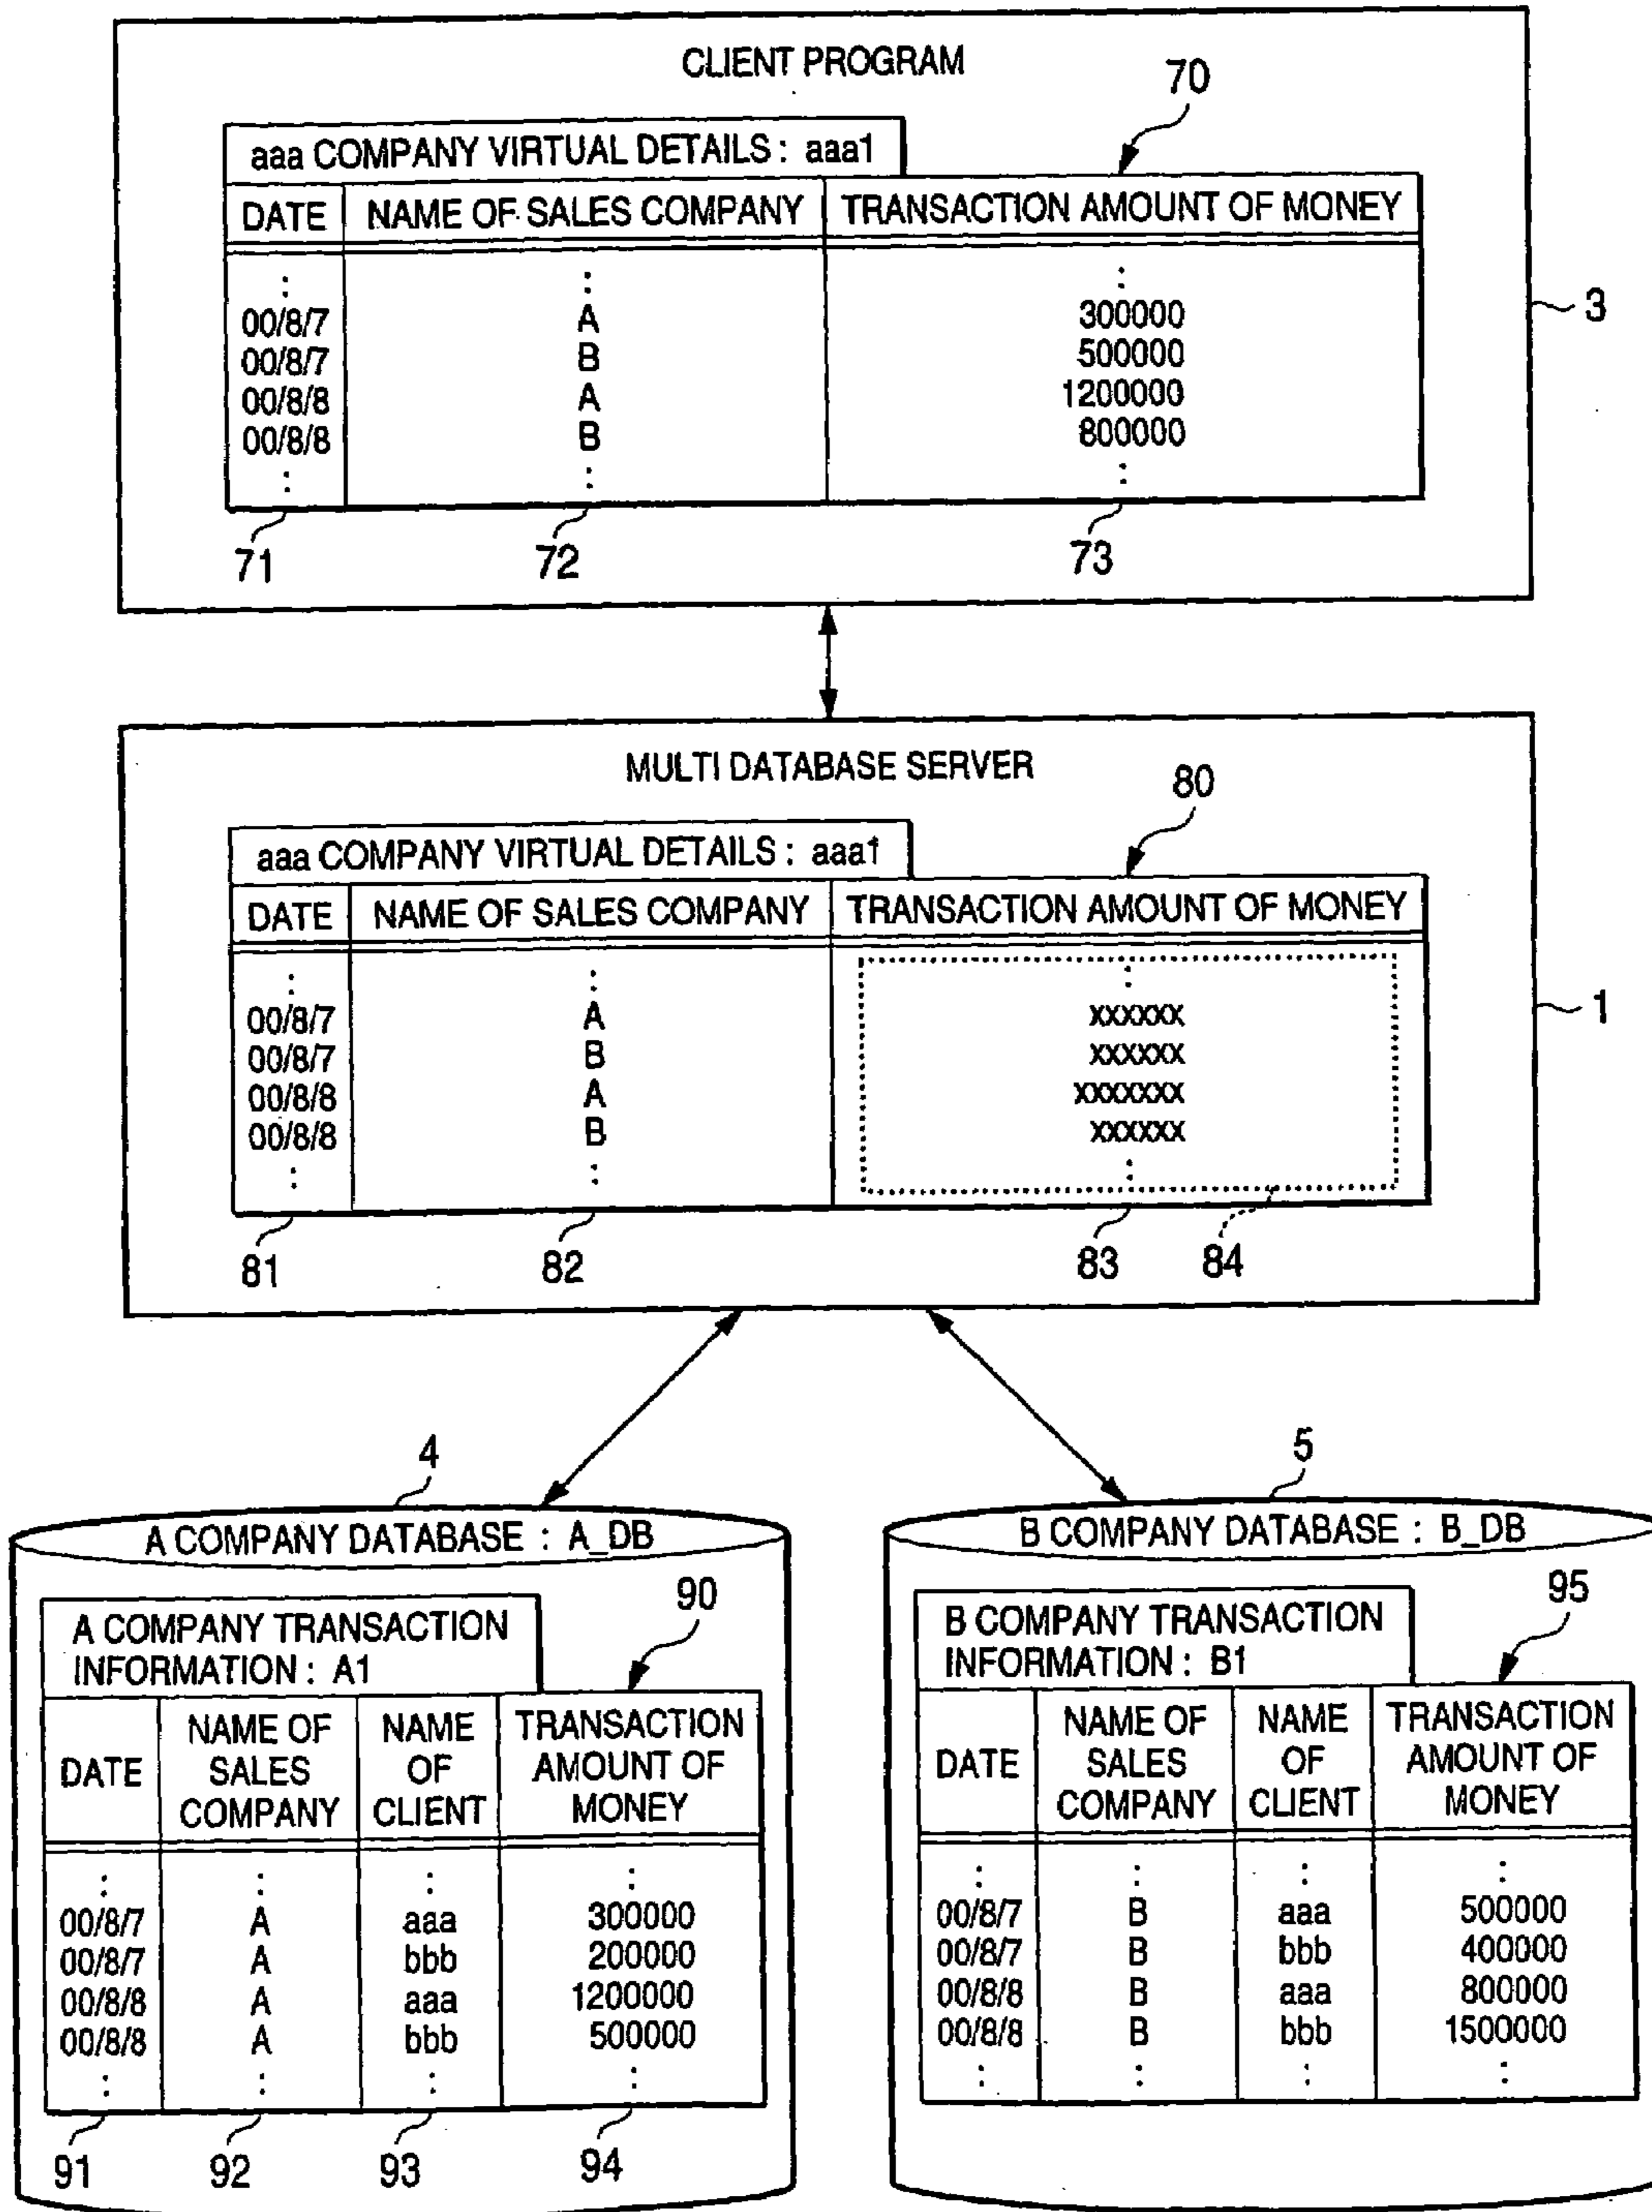 CLIENT PROGRAM
70
aaa COMPANY VIRTUAL DETAILS : aaa1
DATE NAME OF SALES COMPANY TRANSACTION AMOUNT OF MONEY
: : :
00/8/7 A 300000
00/8/7 B 500000
00/8/8 A 1200000
00/8/8 B 800000
: : :
71 72 73
3
MULTI DATABASE SERVER
80
aaa COMPANY VIRTUAL DETAILS : aaa1
DATE NAME OF SALES COMPANY TRANSACTION AMOUNT OF MONEY
: : :
00/8/7 A xxxxxx
00/8/7 B xxxxxx
00/8/8 A xxxxxxx
00/8/8 B xxxxxx
: : :
81 82 83 84
1
4
A COMPANY DATABASE : A_DB
90
A COMPANY TRANSACTION
INFORMATION : A1
DATE
NAME OF
SALES
COMPANY
NAME
OF
CLIENT
TRANSACTION
AMOUNT OF
MONEY
: : : :
00/8/7 A aaa 300000
00/8/7 A bbb 200000
00/8/8 A aaa 1200000
00/8/8 A bbb 500000
: : : :
91 92 93 94
5
B COMPANY DATABASE : B_DB
95
B COMPANY TRANSACTION
INFORMATION : B1
DATE
NAME OF
SALES
COMPANY
NAME
OF
CLIENT
TRANSACTION
AMOUNT OF
MONEY
: : : :
00/8/7 B aaa 500000
00/8/7 B bbb 400000
00/8/8 B aaa 800000
00/8/8 B bbb 1500000
: : : :